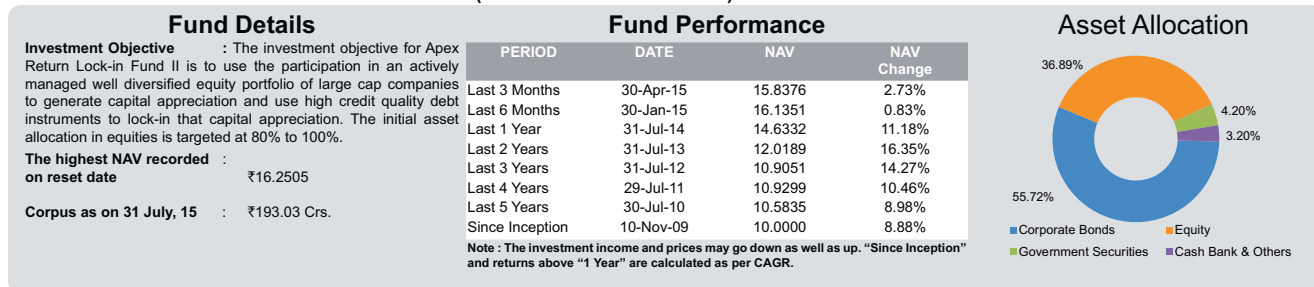 Fund Details
Investment Objective : The investment objective for Apex
Return Lock-in Fund II is to use the participation in an actively
managed well diversified equity portfolio of large cap companies
to generate capital appreciation and use high credit quality debt
instruments to lock-in that capital appreciation. The initial asset
allocation in equities is targeted at 80% to 100%.
The highest NAV recorded :
on reset date ₹16.2505
Corpus as on 31 July, 15 : ₹193.03 Crs.
Fund Performance
PERIOD DATE NAV NAV
Change
Last 3 Months 30-Apr-15 15.8376 2.73%
Last 6 Months 30-Jan-15 16.1351 0.83%
Last 1 Year 31-Jul-14 14.6332 11.18%
Last 2 Years 31-Jul-13 12.0189 16.35%
Last 3 Years 31-Jul-12 10.9051 14.27%
Last 4 Years 29-Jul-11 10.9299 10.46%
Last 5 Years 30-Jul-10 10.5835 8.98%
Since Inception 10-Nov-09 10.0000 8.88%
Note : The investment income and prices may go down as well as up. “Since Inception”
and returns above “1 Year” are calculated as per CAGR.
Asset Allocation
36.89%
4.20%
3.20%
55.72%
Corporate Bonds Equity
Government Securities Cash Bank & Others